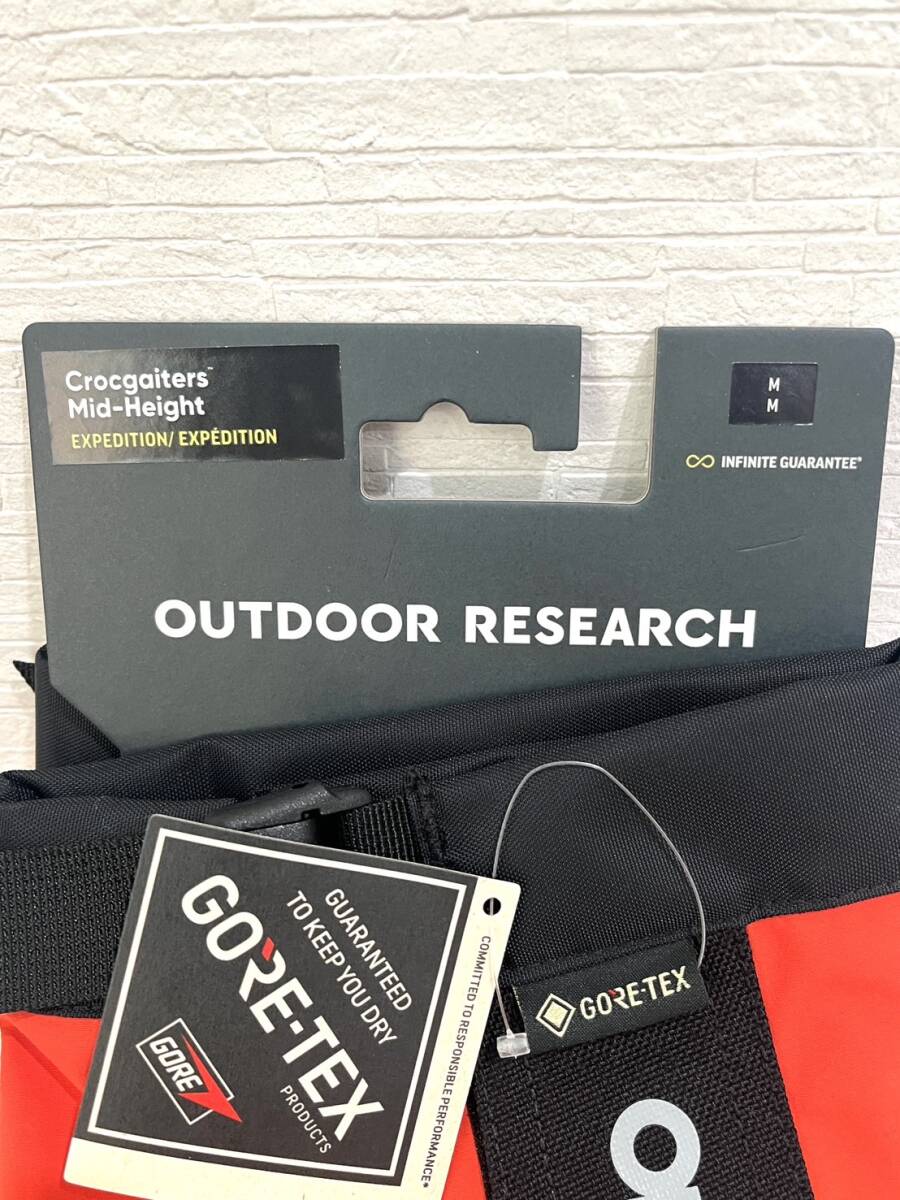 Crocgaiters™
Mid-Height
EXPEDITION/ EXPÉDITION
M
M
INFINITE GUARANTEE®
OUTDOOR RESEARCH
GUARANTEED
TO KEEP YOU DRY
GORE-TEX
PRODUCTS
GORE
COMMITTED TO RESPONSIBLE PERFORMANCE*
GORE-TEX